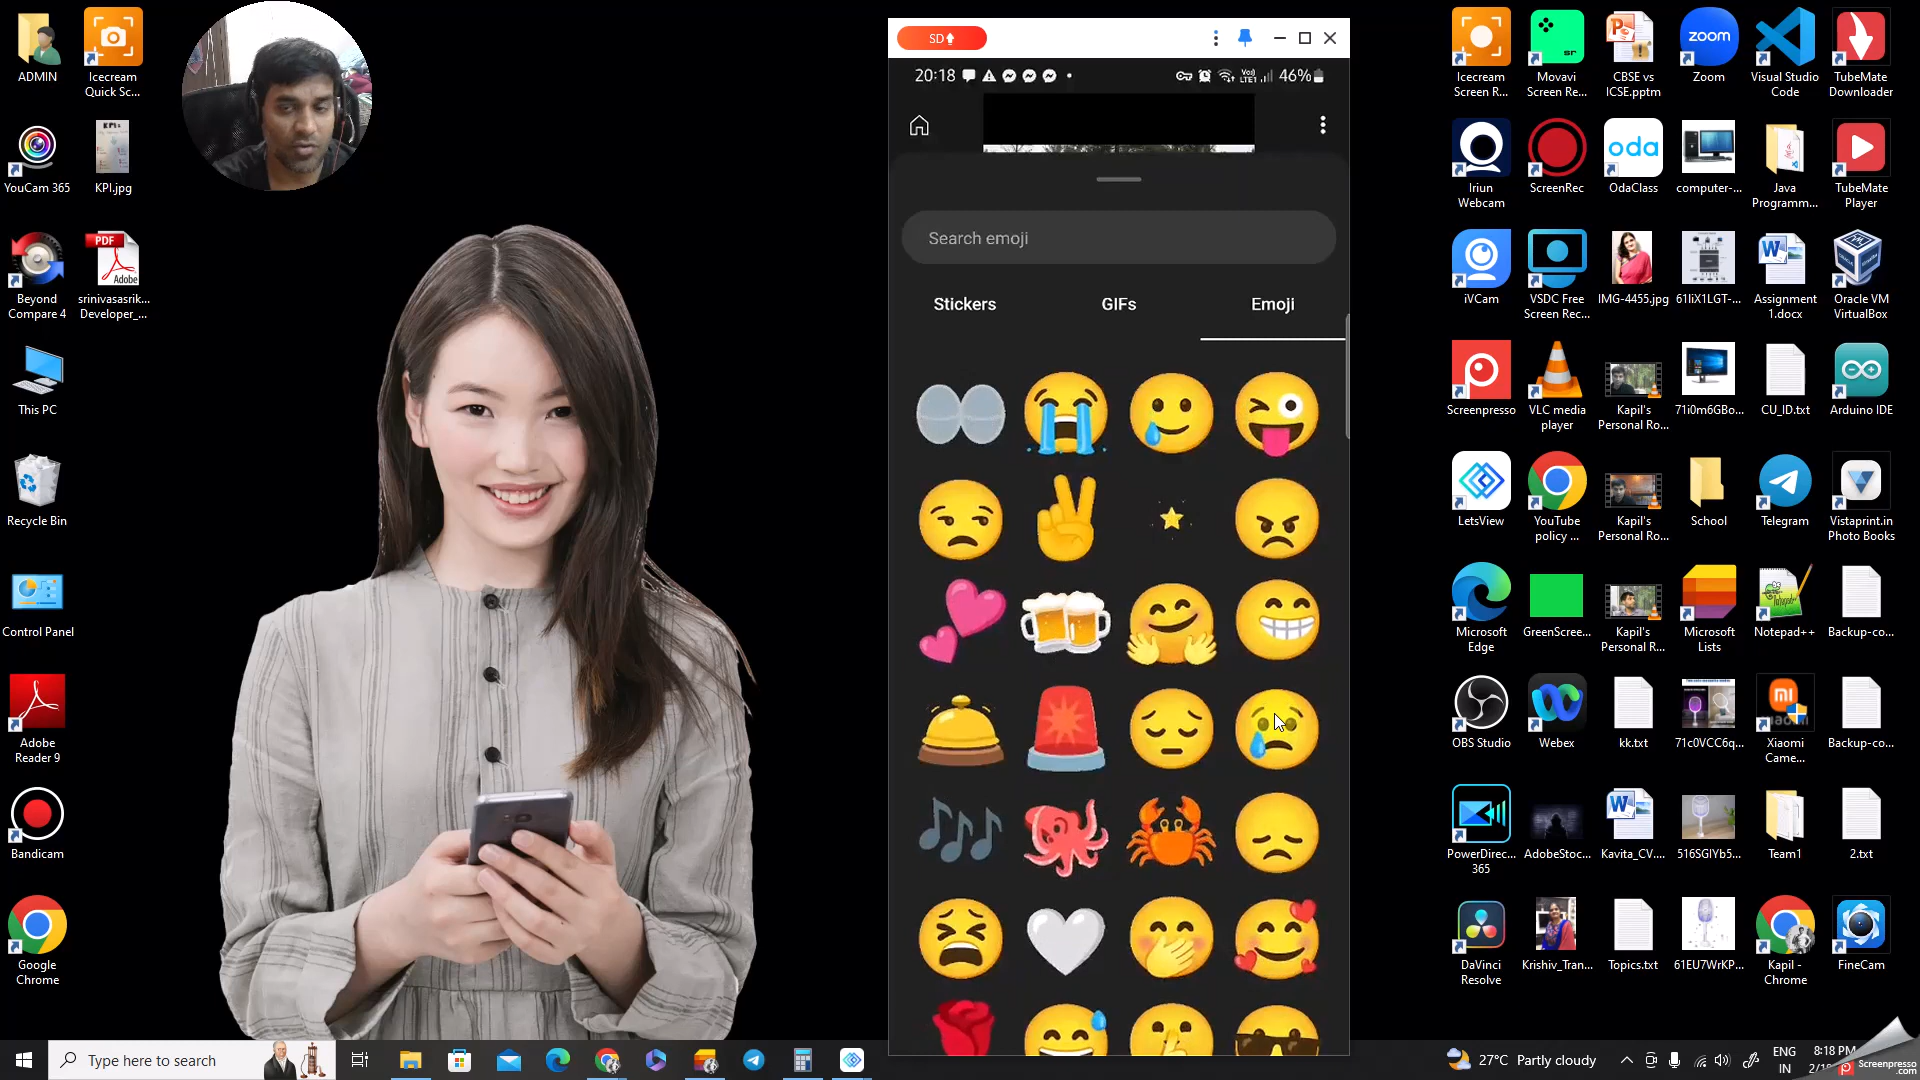 ADMIN
Icecream
Quick Sc...
YouCam 365
KPI.jpg
Beyond
Compare 4
PDF
Adobe
srinivasasrik...
Developer_...
This PC
Recycle Bin
Control Panel
Adobe
Reader 9
Bandicam
Google
Chrome
SD
20:18
46%
Search emoji
Stickers
GIFs
Emoji
Icecream
Screen R...
Movavi
Screen Re...
CBSE vs
ICSE.pptm
zoom
Zoom
Visual Studio
Code
TubeMate
Downloader
Iriun
Webcam
ScreenRec
oda
OdaClass
computer-...
Java
Programm...
TubeMate
Player
iVCam
VSDC Free
Screen Rec...
IMG-4455.jpg
61liX1LGT-...
Assignment
1.docx
Oracle VM
VirtualBox
Screenpresso
VLC media
player
Kapil's
Personal Ro...
71i0m6GBo...
CU_ID.txt
Arduino IDE
LetsView
YouTube
policy ...
Kapil's
Personal Ro...
School
Telegram
Vistaprint.in
Photo Books
Microsoft
Edge
GreenScree...
Kapil's
Personal R...
Microsoft
Lists
Notepad++
Backup-co...
OBS Studio
Webex
kk.txt
71c0VCC6q...
Xiaomi
Came...
Backup-co...
PowerDirec...
365
AdobeStoc...
Kavita_CV....
516SGlYb5...
Team1
2.txt
DaVinci
Resolve
Krishiv_Tran...
Topics.txt
61EU7WrKP...
Kapil -
Chrome
FineCam
Type here to search
27°C Partly cloudy
ENG
IN
8:18 PM
Screenpresso
.com